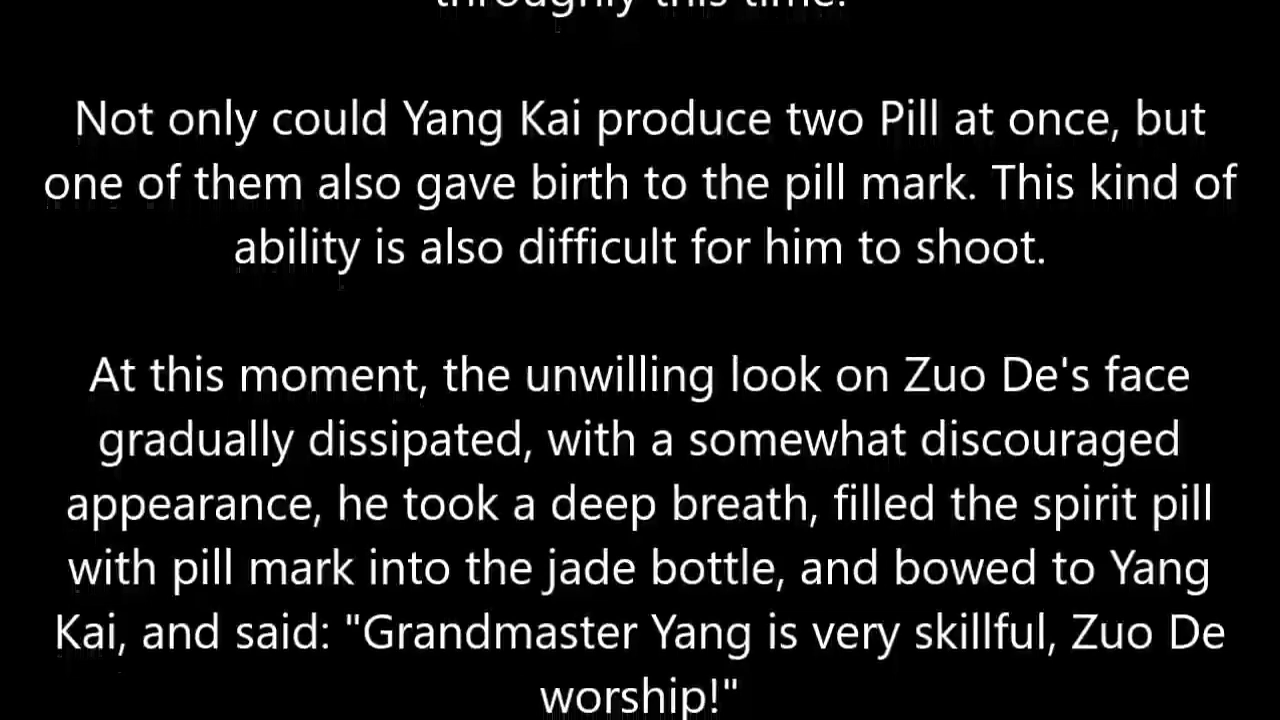 throughly this time.
Not only could Yang Kai produce two Pill at once, but
one of them also gave birth to the pill mark. This kind of
ability is also difficult for him to shoot.
At this moment, the unwilling look on Zuo De's face
gradually dissipated, with a somewhat discouraged
appearance, he took a deep breath, filled the spirit pill
with pill mark into the jade bottle, and bowed to Yang
Kai, and said: "Grandmaster Yang is very skillful, Zuo De
worship!"